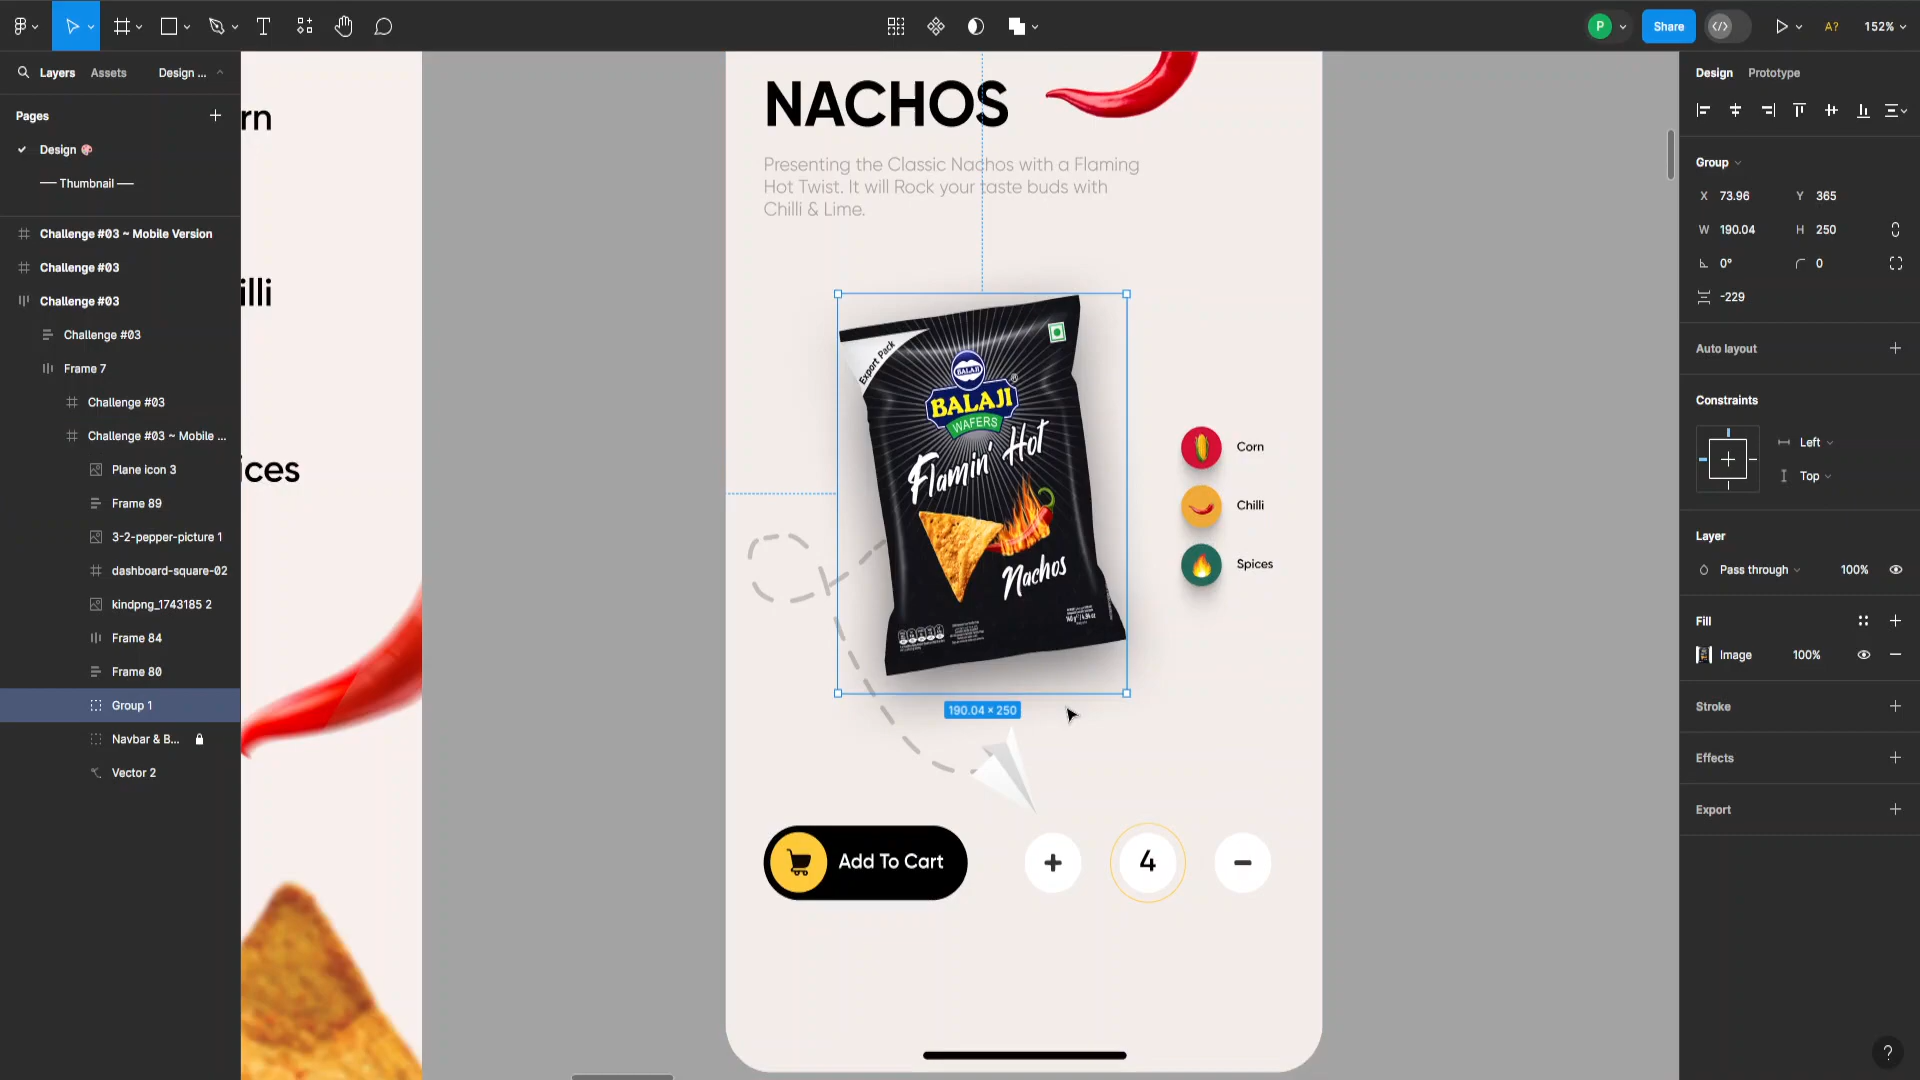 Share
A?
152%
P
Layers
Assets
Design ...
Pages
Design
Thumbnail
Challenge #03 ~ Mobile Version
Challenge #03
Challenge #03
Challenge #03
Frame 7
Challenge #03
Challenge #03 ~ Mobile ...
Plane icon 3
Frame 89
3-2-pepper-picture 1
dashboard-square-02
kindpng_1743185 2
Frame 84
Frame 80
Group 1
Navbar & B...
Vector 2
rn
illi
ices
NACHOS
Presenting the Classic Nachos with a Flaming
Hot Twist. It will Rock your taste buds with
Chilli & Lime.
Export Pack
BALAJI
BALAJI
WAFERS
Flamin' Hot
Nachos
190.04 × 250
Corn
Chilli
Spices
Add To Cart
4
Design
Prototype
Group
X 73.96 Y 365
W 190.04 H 250
0° 0
-229
Auto layout
Constraints
Left
Top
Layer
Pass through 100%
Fill
Image 100%
Stroke
Effects
Export
?